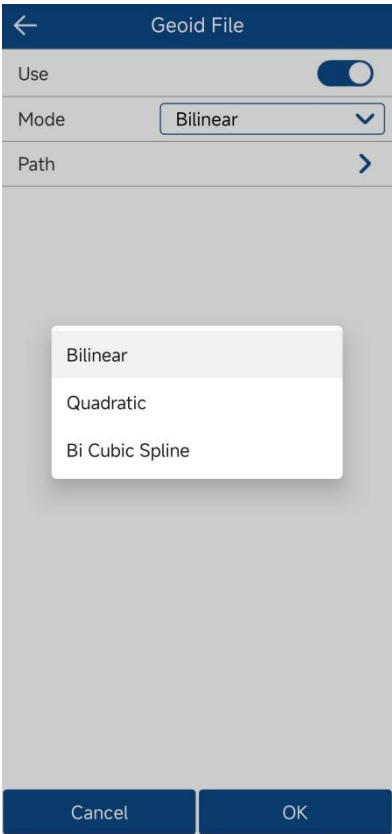 Geoid File
Use
Mode Bilinear
Path
Bilinear
Quadratic
Bi Cubic Spline
Cancel OK